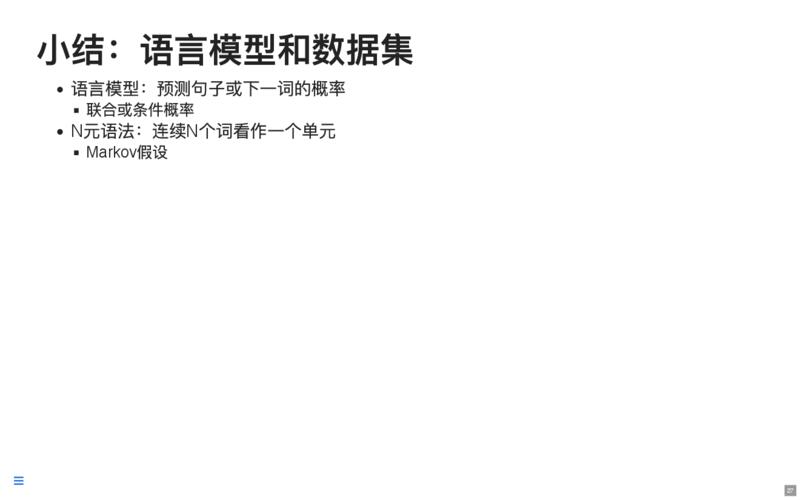 小结：语言模型和数据集
• 语言模型：预测句子或下一词的概率
▪ 联合或条件概率
• N元语法：连续N个词看作一个单元
▪ Markov假设
27